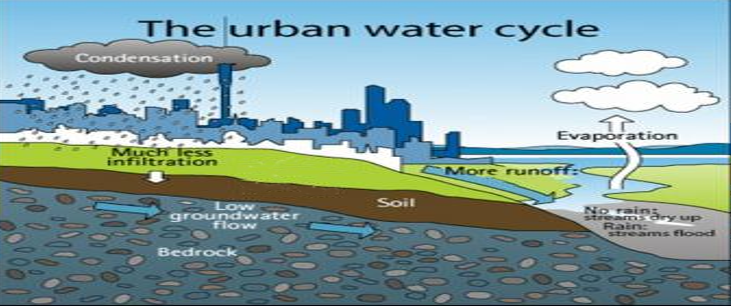 The urban water cycle
Condensation
Evaporation
Much less
infiltration
More runoff:
Low
groundwater
flow
Soil
No rain:
streams dry up
Rain:
streams flood
Bedrock